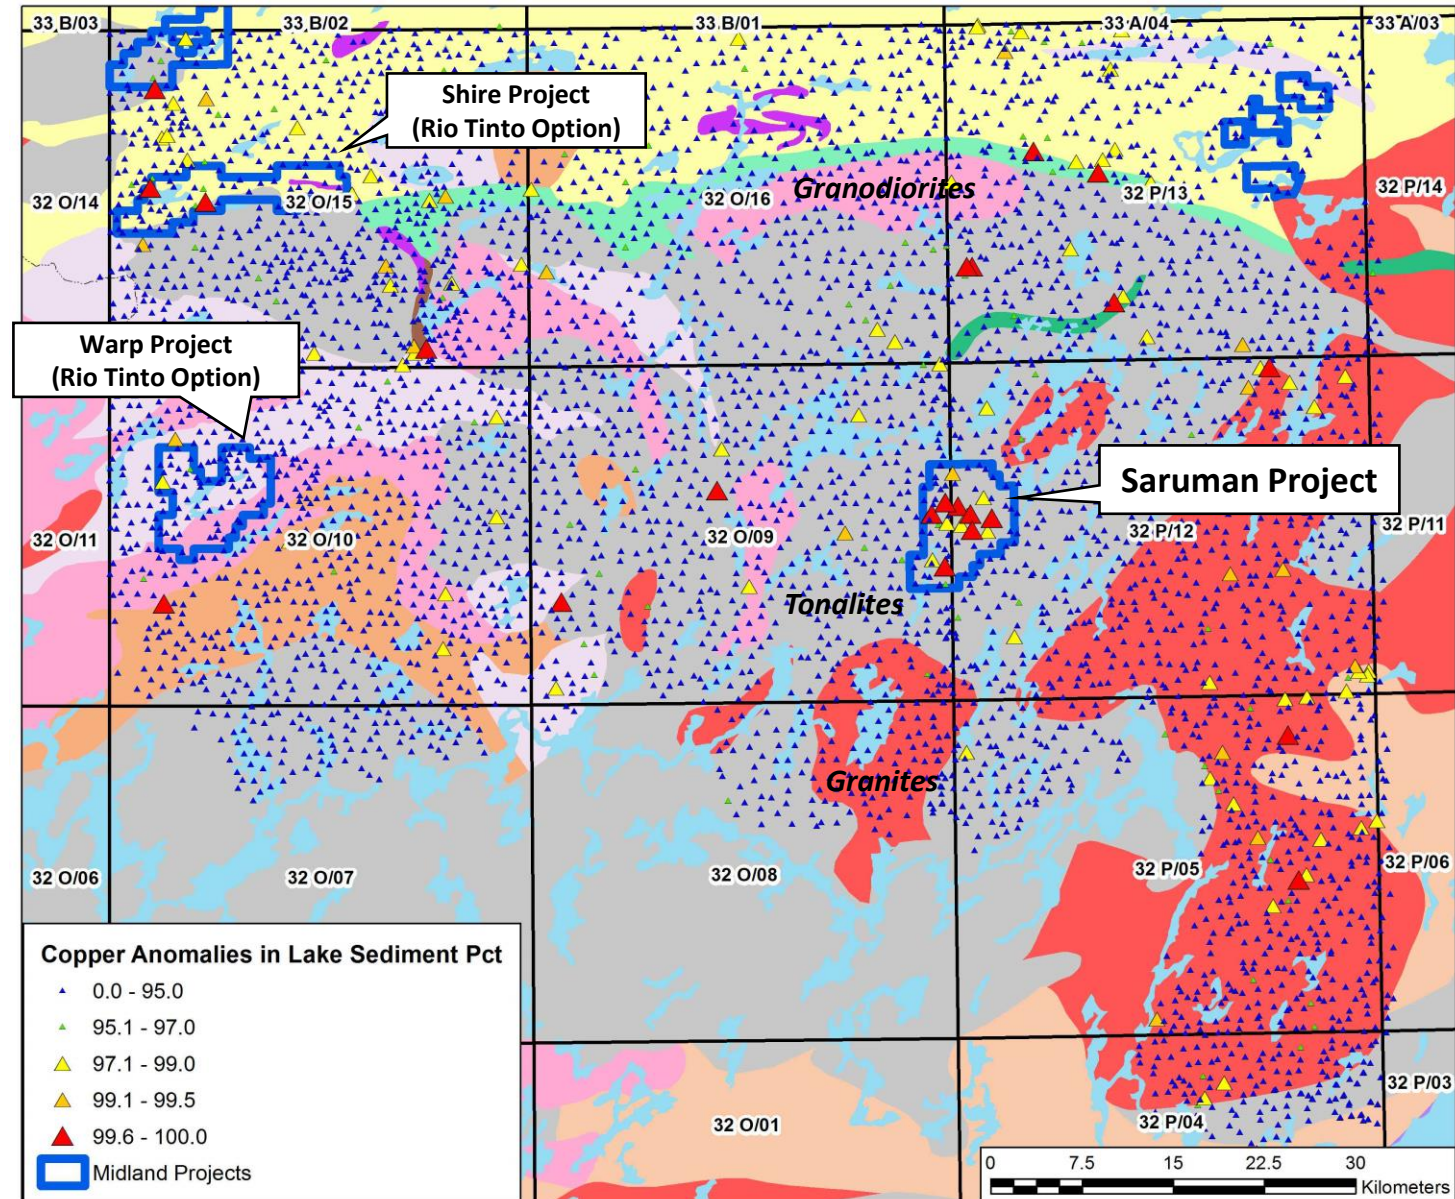 33 B/03
33 B/02
33 B/01
33 A/04
33 A/03
Shire Project
(Rio Tinto Option)
32 O/14
32 O/15
32 O/16
Granodiorites
32 P/13
32 P/14
Warp Project
(Rio Tinto Option)
Saruman Project
32 O/11
32 O/10
32 O/09
32 P/12
32 P/11
Tonalites
Granites
32 O/06
32 O/07
32 O/08
32 P/05
32 P/06
Copper Anomalies in Lake Sediment Pct
0.0 - 95.0
95.1 - 97.0
97.1 - 99.0
99.1 - 99.5
99.6 - 100.0
Midland Projects
32 O/01
32 P/04
32 P/03
0 7.5 15 22.5 30
Kilometers